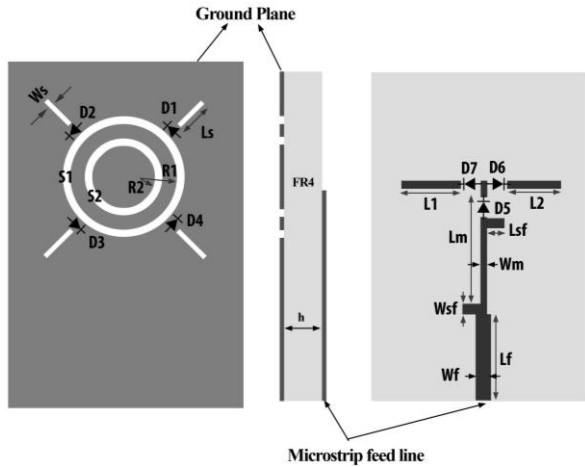 Ground Plane
Ws
D2
D1
Ls
S1
S2
R1
R2
D3
D4
FR4
h
D7
D6
L1
D5
L2
Lm
Lsf
Wm
Wsf
Wf
Lf
Microstrip feed line